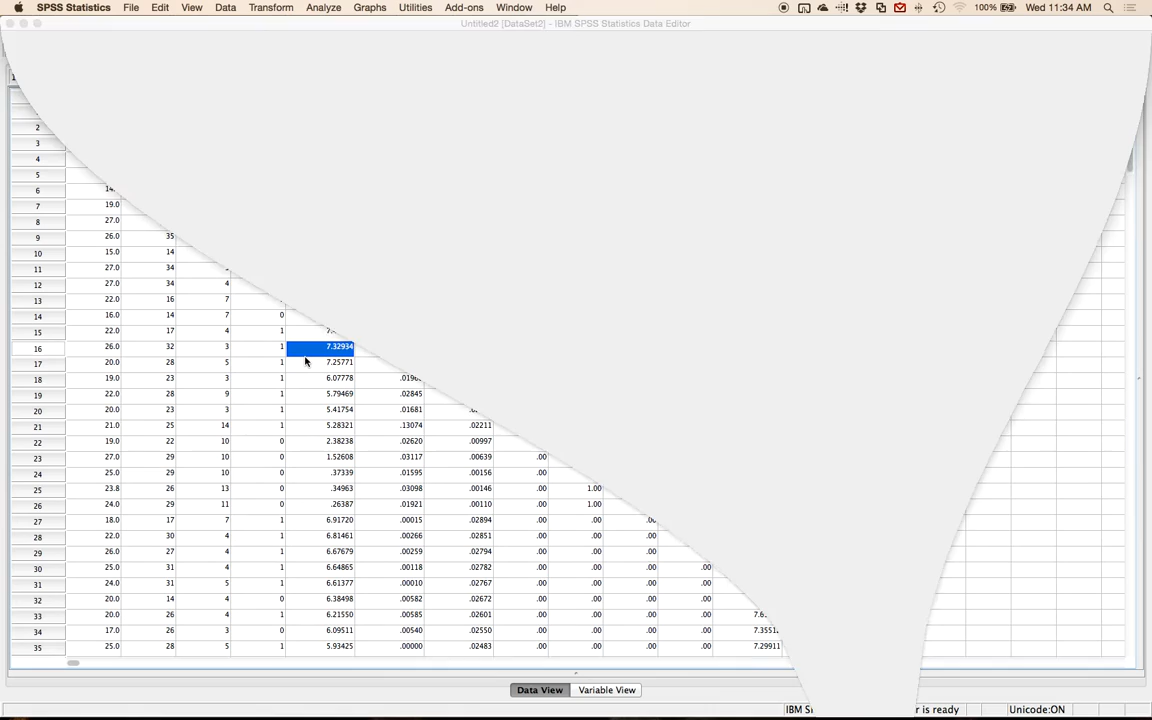 SPSS Statistics File Edit View Data Transform Analyze Graphs Utilities Add-ons Window Help 100% Wed 11:34 AM
Untitled2 [DataSet2] - IBM SPSS Statistics Data Editor
2
3
4
5
6
7 19.0
8 27.0
9 26.0 35
10 15.0 14
11 27.0 34
12 27.0 34 4
13 22.0 16 7
14 16.0 14 7 0
15 22.0 17 4 1
16 26.0 32 3 1 7.32934
17 20.0 28 5 1 7.25771
18 19.0 23 3 1 6.07778
19 22.0 28 9 1 5.79469 .02845
20 20.0 23 3 1 5.41754 .01681
21 21.0 25 14 1 5.28321 .13074 .02211
22 19.0 22 10 0 2.38238 .02620 .00997
23 27.0 29 10 0 1.52608 .03117 .00639 .00
24 25.0 29 10 0 .37339 .01595 .00156 .00
25 23.8 26 13 0 .34963 .03098 .00146 .00 1.00
26 24.0 29 11 0 .26387 .01921 .00110 .00 1.00
27 18.0 17 7 1 6.91720 .00015 .02894 .00 .00 .00
28 22.0 30 4 1 6.81461 .00266 .02851 .00 .00 .00
29 26.0 27 4 1 6.67679 .00259 .02794 .00 .00 .00
30 25.0 31 4 1 6.64865 .00118 .02782 .00 .00 .00 .00
31 24.0 31 5 1 6.61377 .00010 .02767 .00 .00 .00 .00
32 20.0 14 4 0 6.38498 .00582 .02672 .00 .00 .00 .00
33 20.0 26 4 1 6.21550 .00585 .02601 .00 .00 .00 .00
34 17.0 26 3 0 6.09511 .00540 .02550 .00 .00 .00 .00
35 25.0 28 5 1 5.93425 .00000 .02483 .00 .00 .00 .00 7.29911
Data View Variable View
IBM is ready Unicode:ON